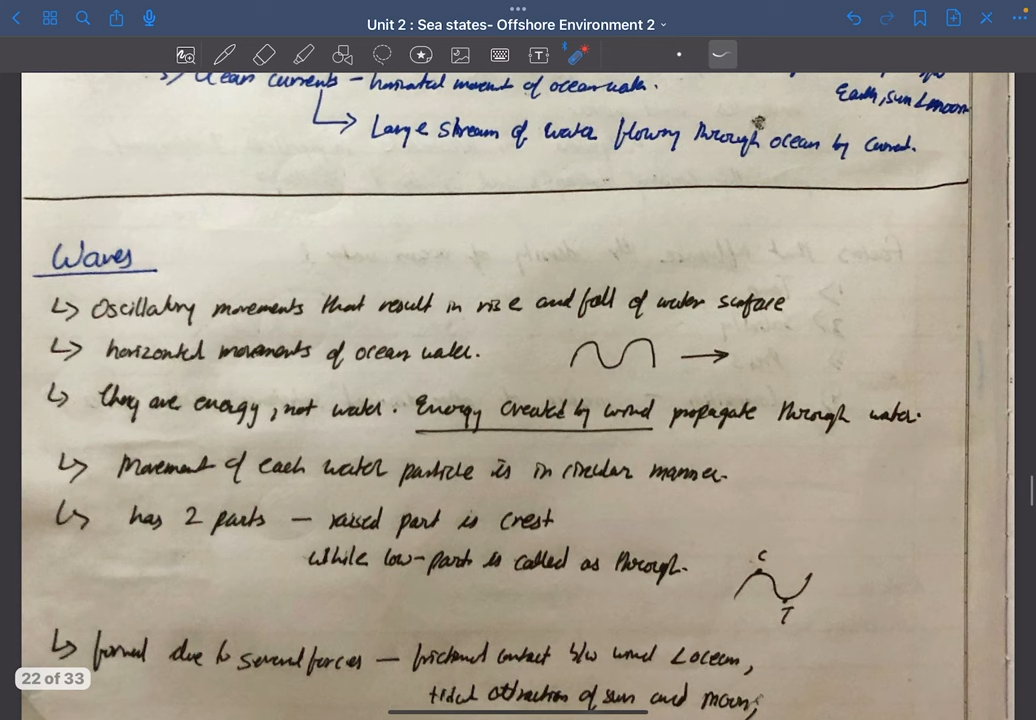 Unit 2 : Sea states- Offshore Environment 2
Ocean currents – horizontal movement of ocean water.
Earth, sun & moon
↳ Large stream of water flowing through ocean by current.
Waves
↳ Oscillatory movements that result in rise and fall of water surface
↳ horizontal movements of ocean water.
↳ they are energy, not water. Energy created by wind propagate through water.
↳ Movement of each water particle is in circular manner.
↳ has 2 parts – raised part is crest
while low-part is called as through.
C
T
↳ formed due to several forces – frictional contact b/w wind & ocean,
22 of 33
tidal attraction of sun and moon,